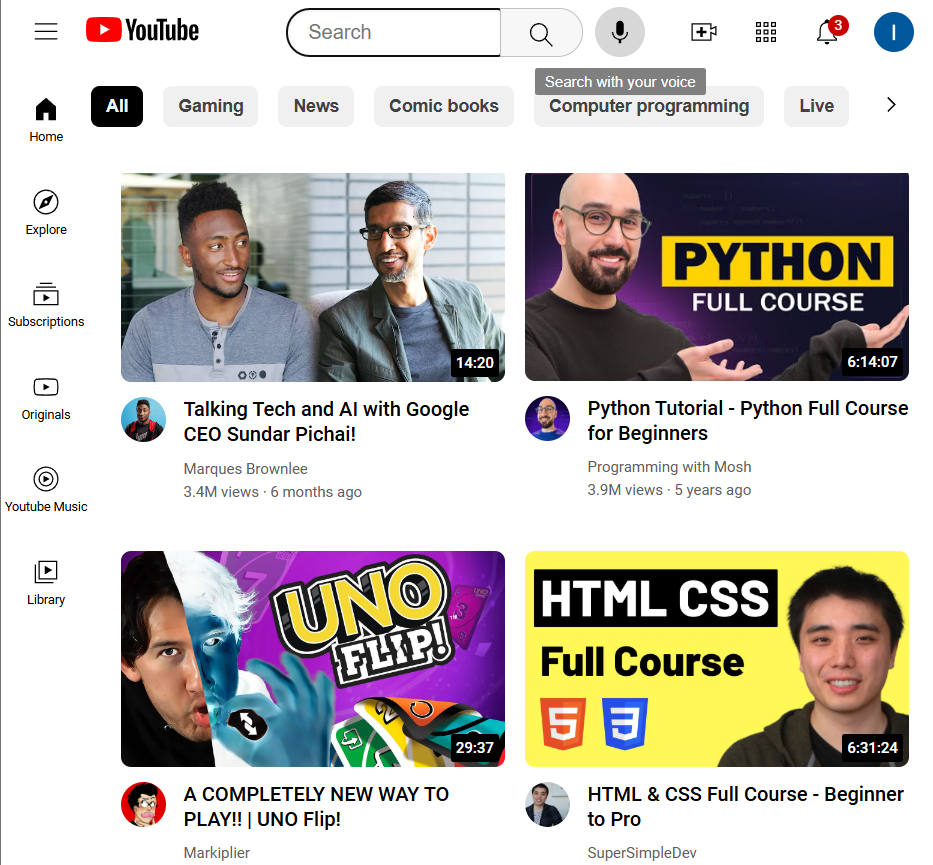 YouTube
Search
3
I
Search with your voice
All
Gaming
News
Comic books
Computer programming
Live
Home
Explore
Subscriptions
Originals
Youtube Music
Library
14:20
Talking Tech and AI with Google
CEO Sundar Pichai!
Marques Brownlee
3.4M views · 6 months ago
PYTHON
FULL COURSE
6:14:07
Python Tutorial - Python Full Course
for Beginners
Programming with Mosh
3.9M views · 5 years ago
UNO
FLIP!
29:37
A COMPLETELY NEW WAY TO
PLAY!! | UNO Flip!
Markiplier
HTML CSS
Full Course
5
3
6:31:24
HTML & CSS Full Course - Beginner
to Pro
SuperSimpleDev